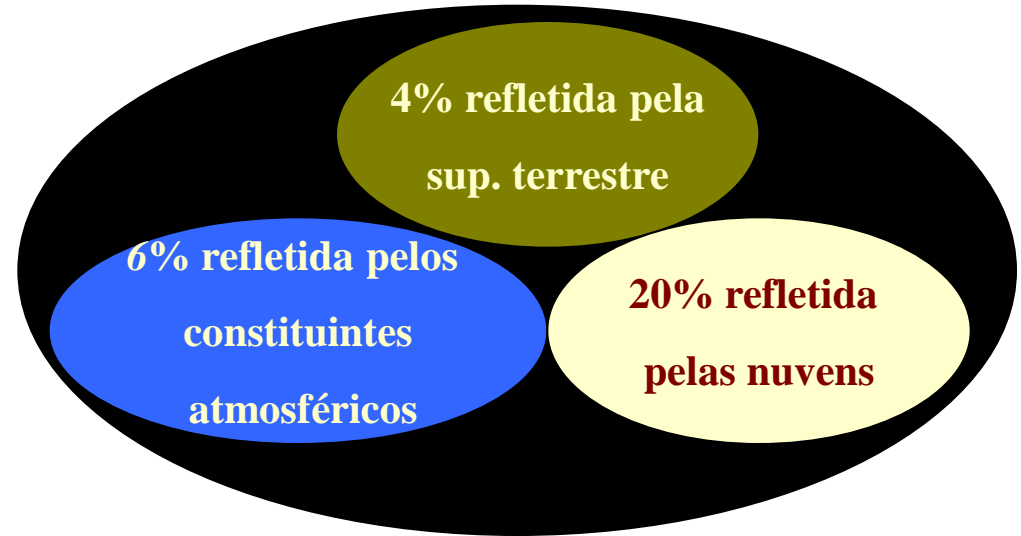 4% refletida pela
sup. terrestre
6% refletida pelos
constituintes
atmosféricos
20% refletida
pelas nuvens